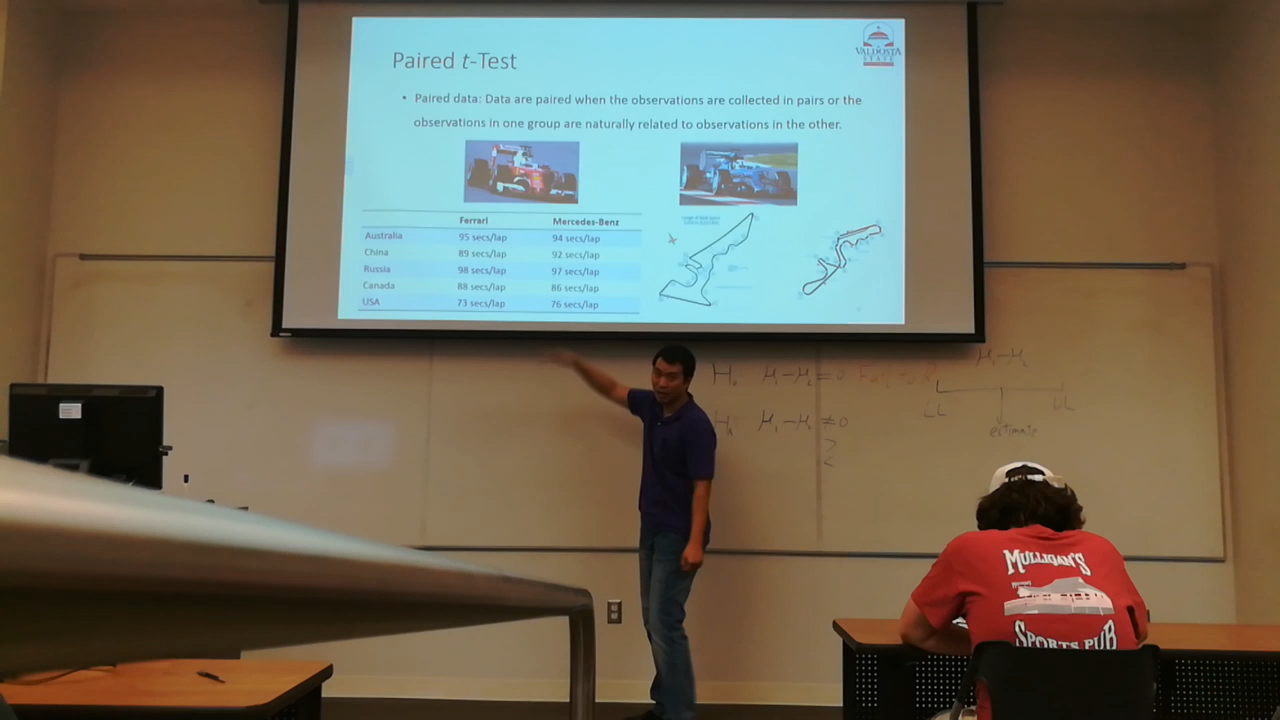 Paired t-Test
VALDOSTA
STATE
• Paired data: Data are paired when the observations are collected in pairs or the
observations in one group are naturally related to observations in the other.
Ferrari Mercedes-Benz
Australia 95 secs/lap 94 secs/lap
China 89 secs/lap 92 secs/lap
Russia 98 secs/lap 97 secs/lap
Canada 88 secs/lap 86 secs/lap
USA 73 secs/lap 76 secs/lap
H₀ μ₁-μ₂=0
μ₁-μ₂
LL UL
estimate
μ₁-μ₂ ≠0
>
<
MULLIGAN'S
SPORTS PUB